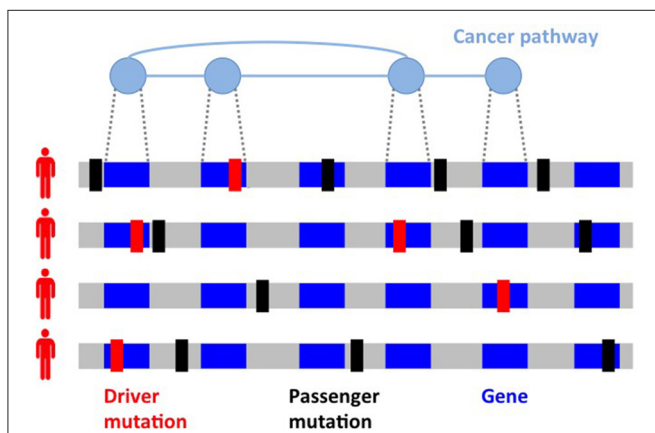 Cancer pathway
Driver
mutation
Passenger
mutation
Gene